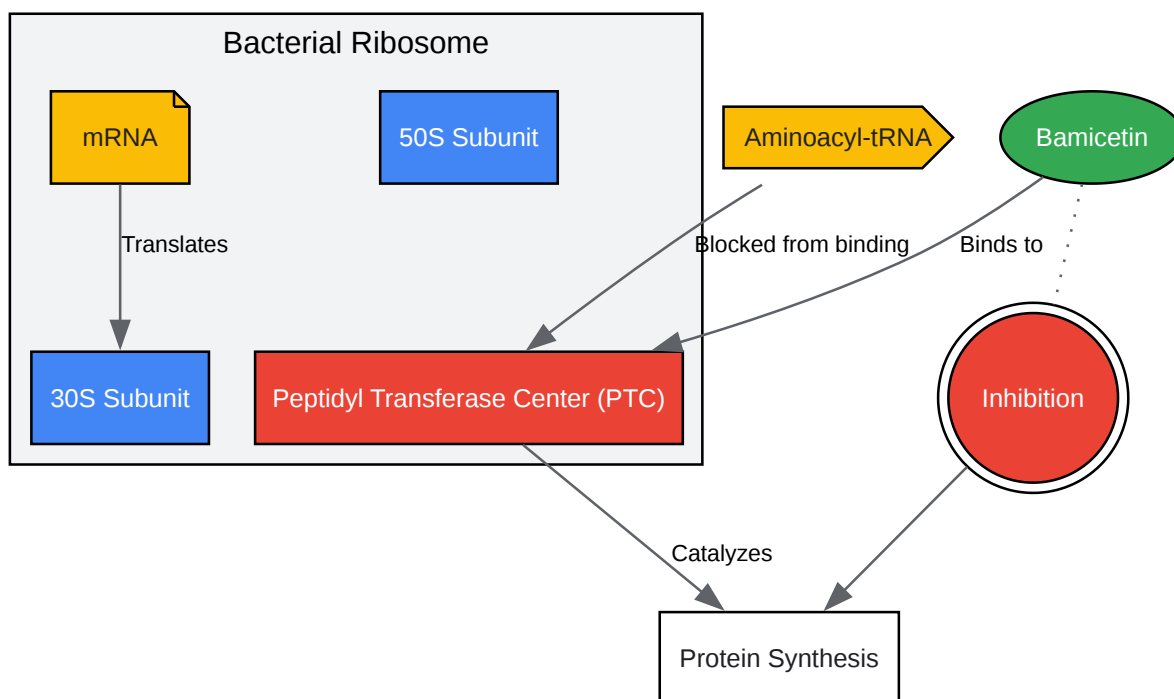 Bacterial Ribosome
mRNA
50S Subunit
Aminoacyl-tRNA
Bamicetin
Translates
Blocked from binding
Binds to
30S Subunit
Peptidyl Transferase Center (PTC)
Inhibition
Catalyzes
Protein Synthesis